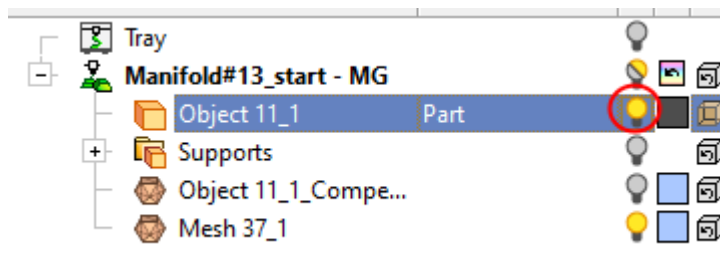 Tray
Manifold#13_start - MG
Object 11_1 Part
Supports
Object 11_1_Compe...
Mesh 37_1